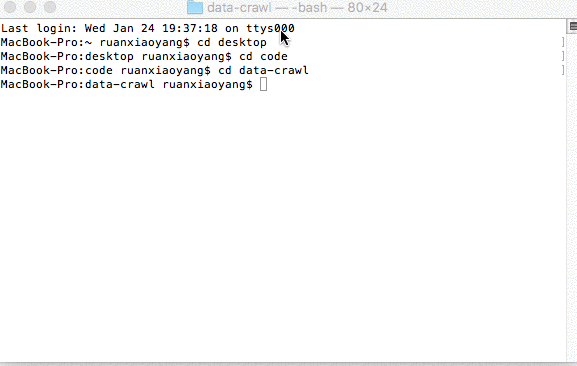 data-crawl — -bash — 80×24
Last login: Wed Jan 24 19:37:18 on ttys000
MacBook-Pro:~ ruanxiaoyang$ cd desktop
MacBook-Pro:desktop ruanxiaoyang$ cd code
MacBook-Pro:code ruanxiaoyang$ cd data-crawl
MacBook-Pro:data-crawl ruanxiaoyang$